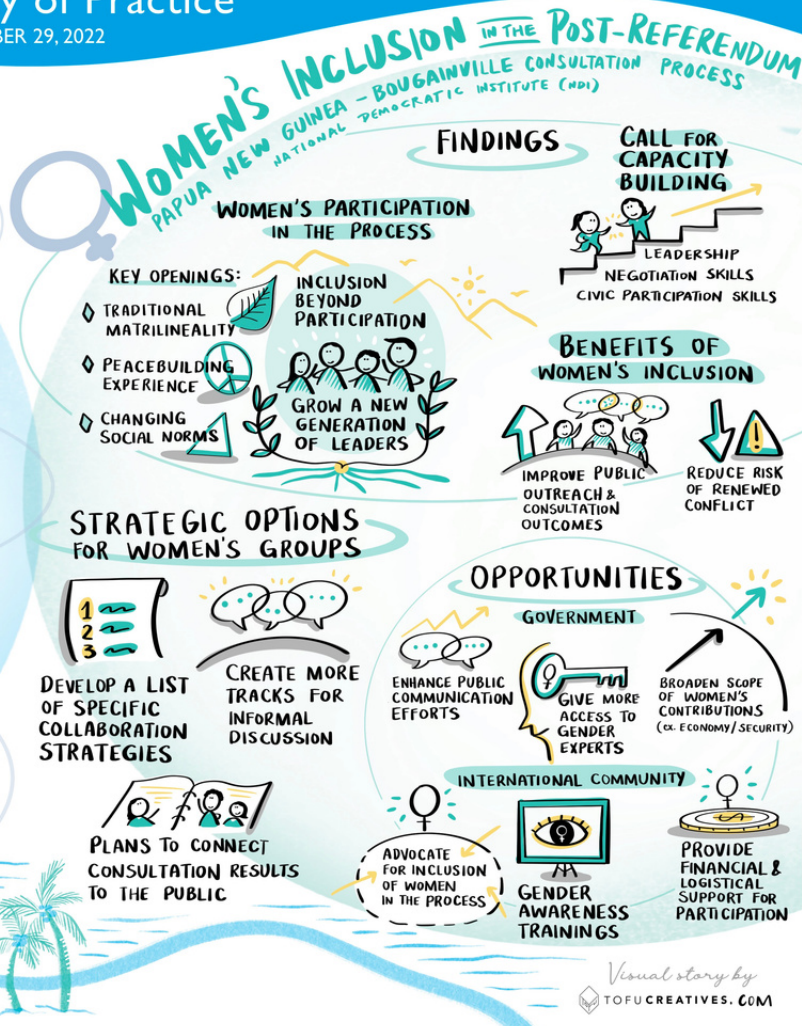 y of Practice
BER 29, 2022
WOMEN'S INCLUSION IN THE POST-REFERENDUM
PAPUA NEW GUINEA – BOUGAINVILLE CONSULTATION PROCESS
NATIONAL DEMOCRATIC INSTITUTE (NDI)
FINDINGS
WOMEN'S PARTICIPATION
IN THE PROCESS
KEY OPENINGS:
TRADITIONAL
MATRILINEALITY
PEACEBUILDING
EXPERIENCE
CHANGING
SOCIAL NORMS
INCLUSION
BEYOND
PARTICIPATION
GROW A NEW
GENERATION
OF LEADERS
CALL FOR
CAPACITY
BUILDING
LEADERSHIP
NEGOTIATION SKILLS
CIVIC PARTICIPATION SKILLS
BENEFITS OF
WOMEN'S INCLUSION
IMPROVE PUBLIC
OUTREACH &
CONSULTATION
OUTCOMES
REDUCE RISK
OF RENEWED
CONFLICT
STRATEGIC OPTIONS
FOR WOMEN'S GROUPS
1
2
3
DEVELOP A LIST
OF SPECIFIC
COLLABORATION
STRATEGIES
CREATE MORE
TRACKS FOR
INFORMAL
DISCUSSION
PLANS TO CONNECT
CONSULTATION RESULTS
TO THE PUBLIC
OPPORTUNITIES
GOVERNMENT
ENHANCE PUBLIC
COMMUNICATION
EFFORTS
GIVE MORE
ACCESS TO
GENDER
EXPERTS
BROADEN SCOPE
OF WOMEN'S
CONTRIBUTIONS
(EX. ECONOMY/SECURITY)
INTERNATIONAL COMMUNITY
ADVOCATE
FOR INCLUSION
OF WOMEN
IN THE PROCESS
GENDER
AWARENESS
TRAININGS
PROVIDE
FINANCIAL &
LOGISTICAL
SUPPORT FOR
PARTICIPATION
Visual story by
TOFUCREATIVES.COM